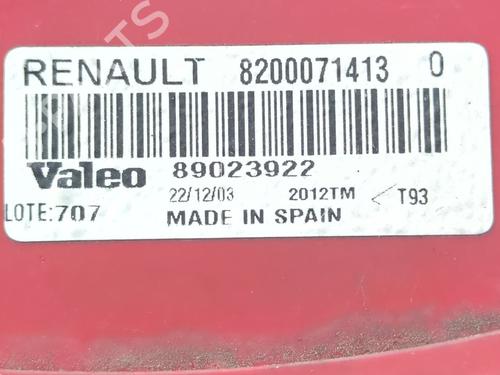 RENAULT 8200071413 0
Valeo 89023922
22/12/03 2012TM T93
LOTE:707 MADE IN SPAIN